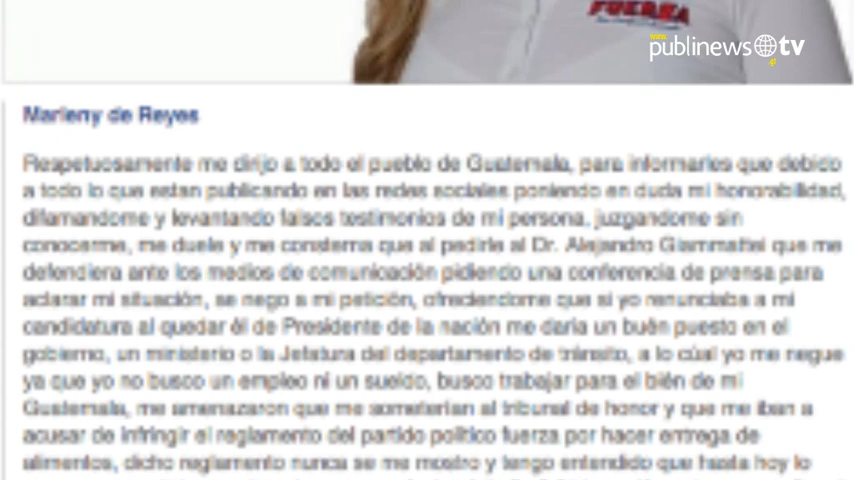 FUERZA
www.
publinews tv
.gt
Marleny de Reyes
Respetuosamente me dirijo a todo el pueblo de Guatemala, para informarles que debido
a todo lo que estan publicando en las redes sociales poniendo en duda mi honorabilidad,
difamandome y levantando falsos testimonios de mi persona, juzgandome sin
conocerme, me duele y me consterna que al pedirle al Dr. Alejandro Giammattei que me
defendiera ante los medios de comunicación pidiendo una conferencia de prensa para
aclarar mi situación, se nego a mi petición, ofreciendome que si yo renunciaba a mi
candidatura al quedar él de Presidente de la nación me daria un buén puesto en el
gobierno, un ministerio o la Jefatura del departamento de tránsito, a lo cúal yo me negue
ya que yo no busco un empleo ni un sueldo, busco trabajar para el bién de mi
Guatemala, me amenazaron que me someterian al tribunal de honor y que me iban a
acusar de infringir el reglamento del partido politico fuerza por hacer entrega de
alimentos, dicho reglamento nunca se me mostro y tengo entendido que hasta hoy lo